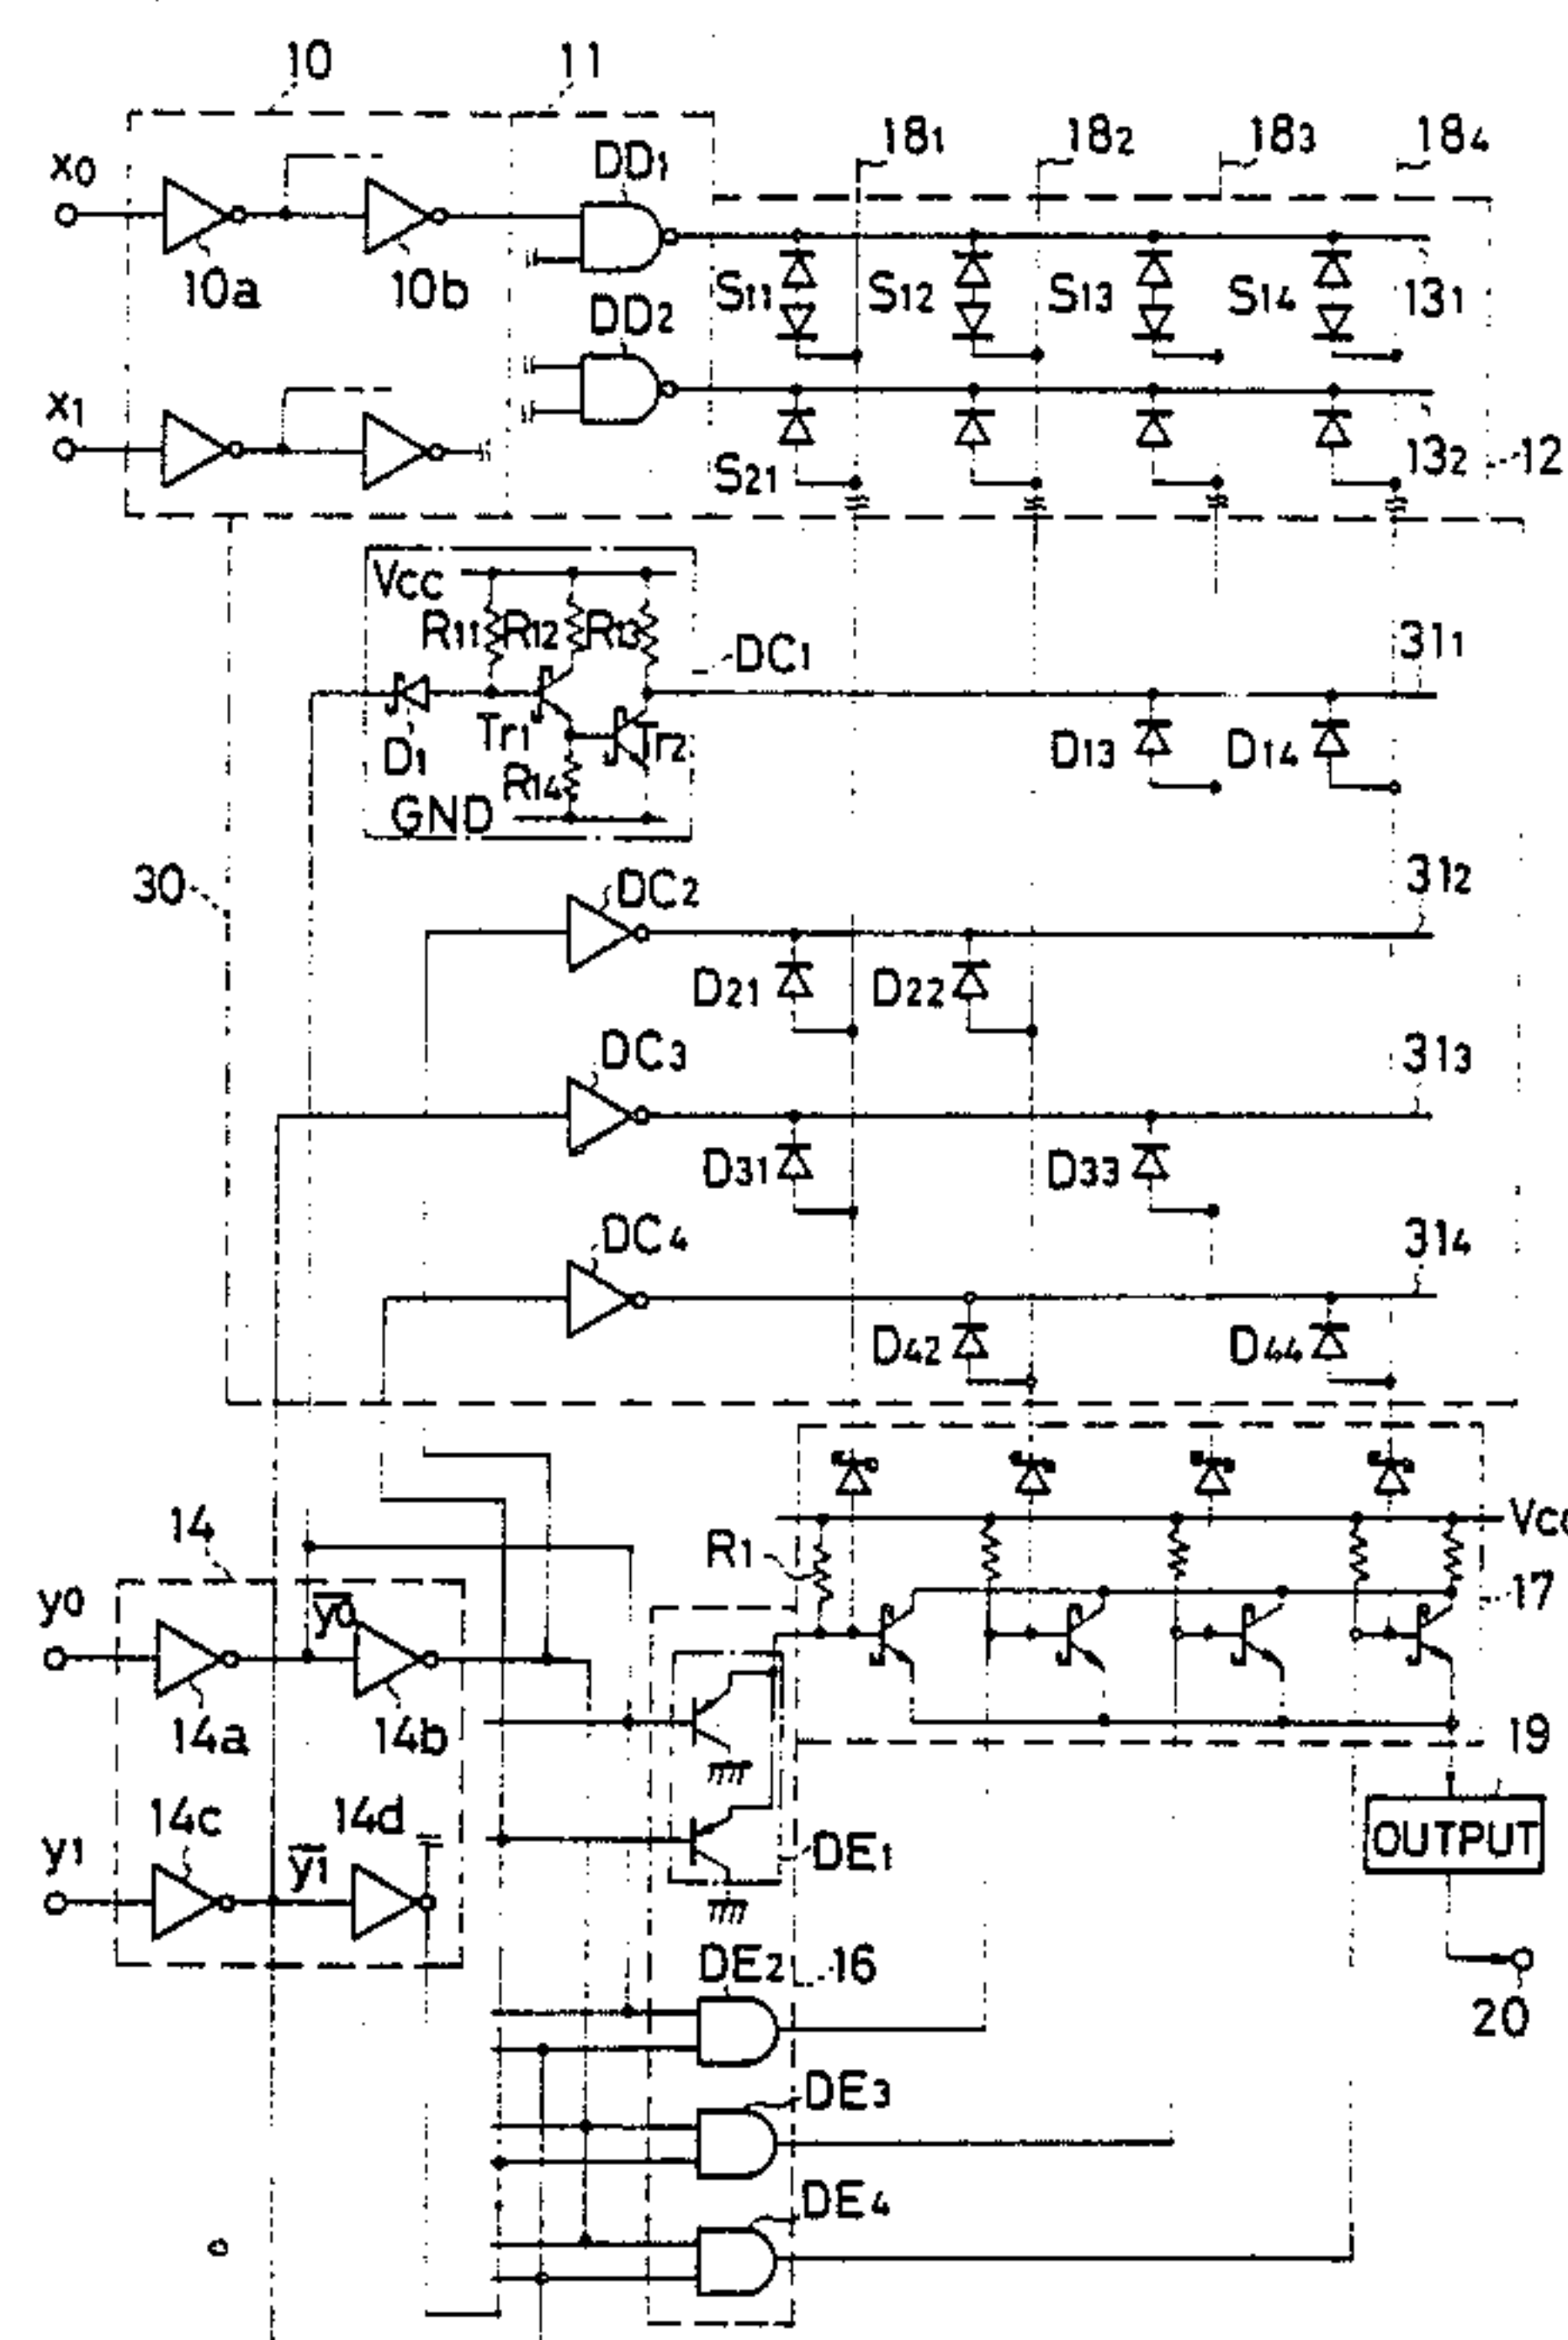 10 11
x0 DD1 181 182 183 184
10a 10b S11 S12 S13 S14 131
DD2
x1 S21 132 12
VCC
R11 R12 R13 DC1 311
D1 Tr1 Tr2 D13 D14
R14
GND
30 DC2 312
D21 D22
DC3 313
D31 D33
DC4 314
D42 D44
14 R1 Vcc
y0 y0 17
14a 14b 19
14c 14d
y1 y1 DE1 OUTPUT
DE2 16
20
DE3
DE4